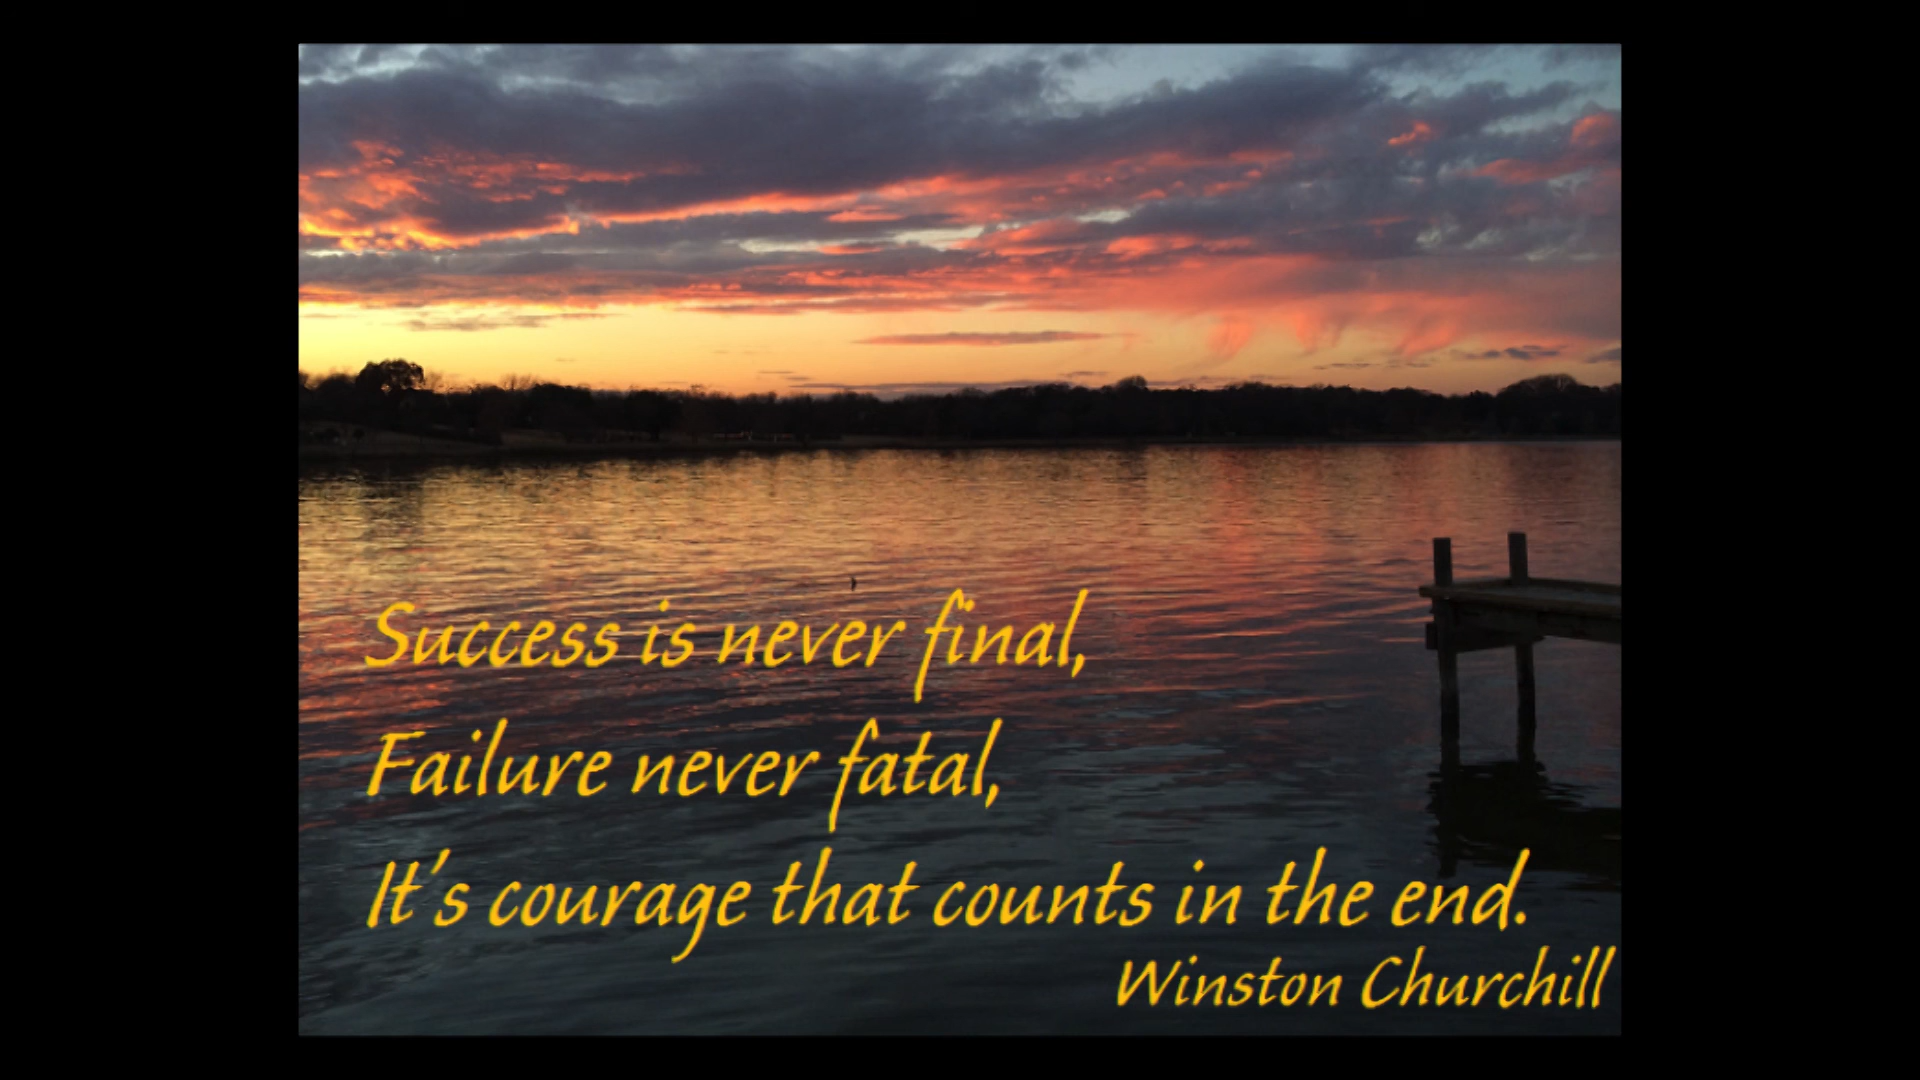 Success is never final,
Failure never fatal,
It's courage that counts in the end.
Winston Churchill